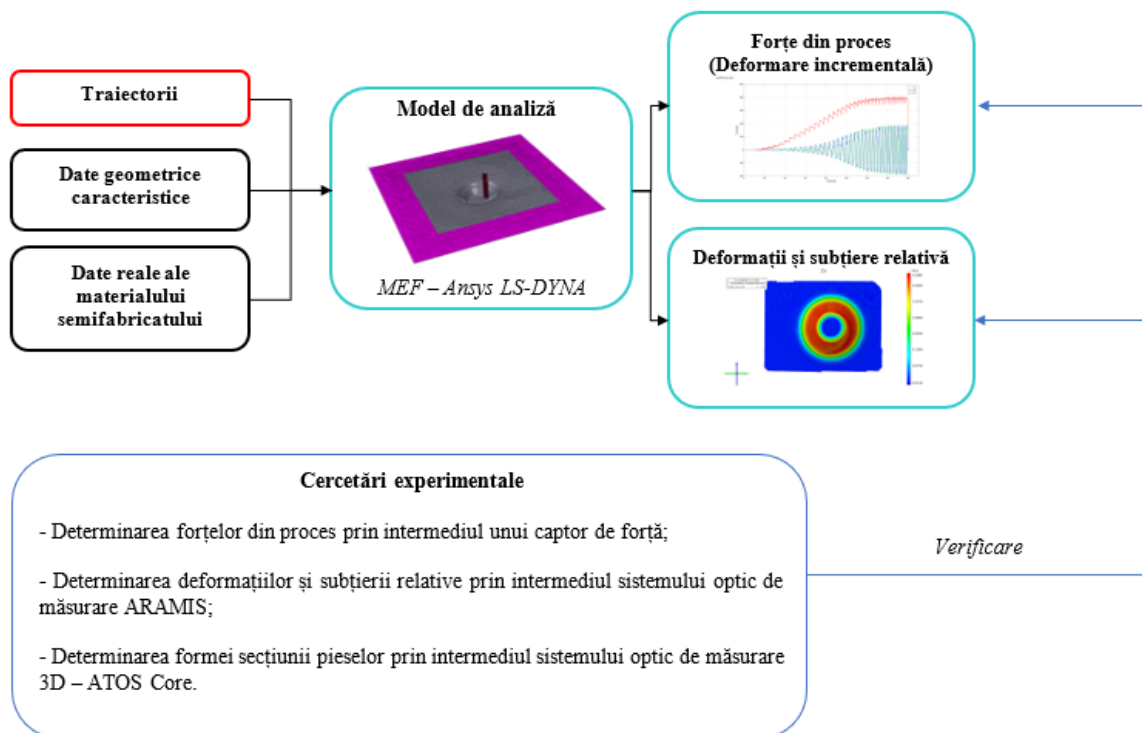 Traiectorii
Date geometrice
caracteristice
Date reale ale
materialului
semifabricatului
Model de analiză
MEF – Ansys LS-DYNA
Forțe din proces
(Deformare incrementală)
Deformații și subțiere relativă
Cercetări experimentale
- Determinarea forțelor din proces prin intermediul unui captor de forță;
- Determinarea deformațiilor și subțierii relative prin intermediul sistemului optic de
măsurare ARAMIS;
- Determinarea formei secțiunii pieselor prin intermediul sistemului optic de măsurare
3D – ATOS Core.
Verificare